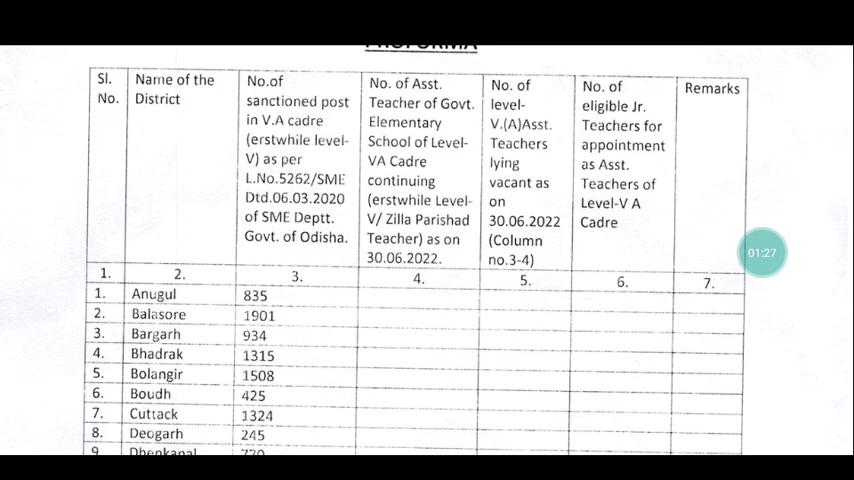 PROFORMA
Sl. No.
Name of the District
No.of sanctioned post in V.A cadre (erstwhile level-V) as per L.No.5262/SME Dtd.06.03.2020 of SME Deptt. Govt. of Odisha.
No. of Asst. Teacher of Govt. Elementary School of Level-VA Cadre continuing (erstwhile Level-V/ Zilla Parishad Teacher) as on 30.06.2022.
No. of level-V.(A)Asst. Teachers lying vacant as on 30.06.2022 (Column no.3-4)
No. of eligible Jr. Teachers for appointment as Asst. Teachers of Level-V A Cadre
Remarks
1. 2. 3. 4. 5. 6. 7.
1. Anugul 835
2. Balasore 1901
3. Bargarh 934
4. Bhadrak 1315
5. Bolangir 1508
6. Boudh 425
7. Cuttack 1324
8. Deogarh 245
9 Dhenkanal 770
01:27